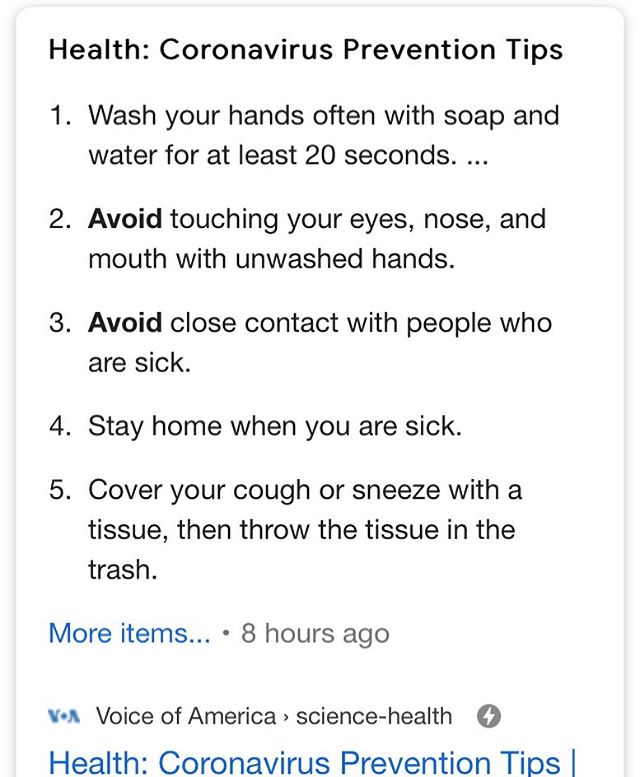 Health: Coronavirus Prevention Tips
1. Wash your hands often with soap and
water for at least 20 seconds. ...
2. Avoid touching your eyes, nose, and
mouth with unwashed hands.
3. Avoid close contact with people who
are sick.
4. Stay home when you are sick.
5. Cover your cough or sneeze with a
tissue, then throw the tissue in the
trash.
More items... • 8 hours ago
VOA Voice of America › science-health
Health: Coronavirus Prevention Tips |